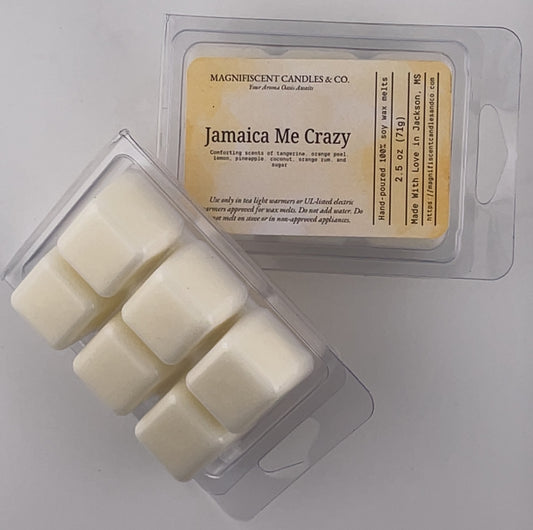 MAGNIFISCENT CANDLES & CO.
Your Aroma Oasis Awaits
Jamaica Me Crazy
Comforting scents of tangerine, orange peel
lemon, pineapple coconut, orange rum, and
sugar
Use only in tea light warmers or UL-listed electric
warmers approved for wax melts. Do not add water. Do
not melt on stove or in non-approved appliances.
Hand-poured 100% soy wax melts
2.5 oz (71g)
Made With Love in Jackson, MS
https://magnifiscentcandlesandco.com